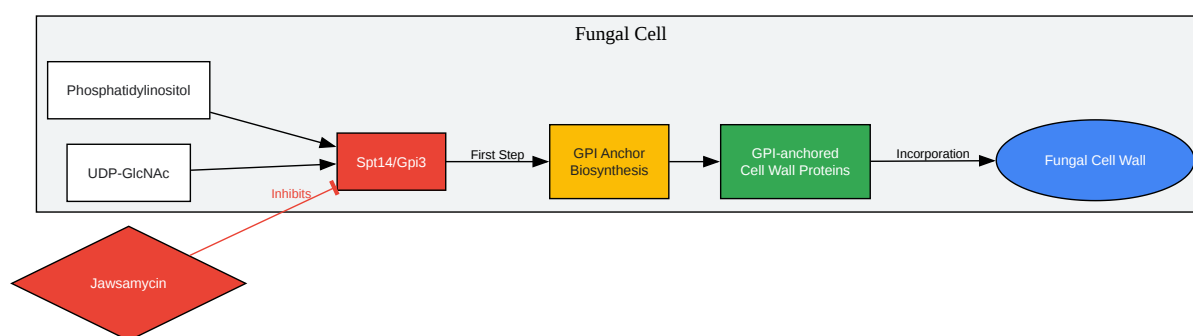 Fungal Cell
Phosphatidylinositol
UDP-GlcNAc
Spt14/Gpi3
First Step
GPI Anchor
Biosynthesis
GPI-anchored
Cell Wall Proteins
Incorporation
Fungal Cell Wall
Inhibits
Jawsamycin